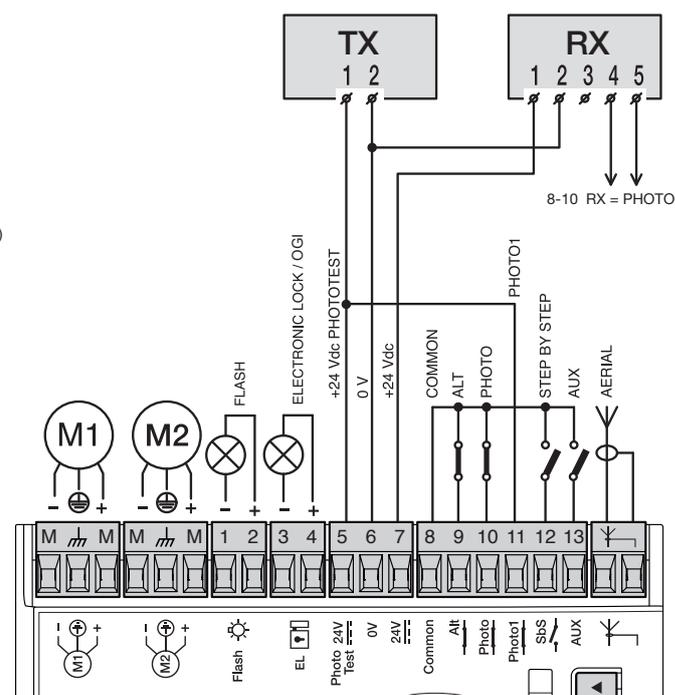 TX
1 2
RX
1 2 3 4 5
8-10 RX = PHOTO
)
FLASH
ELECTRONIC LOCK / OGI
+24 Vdc PHOTOTEST
0 V
+24 Vdc
COMMON
ALT
PHOTO
PHOTO1
STEP BY STEP
AUX
AERIAL
M1
M2
- +
- +
- +
- +
M M
M M
1 2
3 4
5 6 7
8 9 10 11 12 13
- +
M1
- +
M2
Flash
EL
Photo 24V
Test
0V
24V
Common
Alt
Photo
Photo1
SbS
AUX